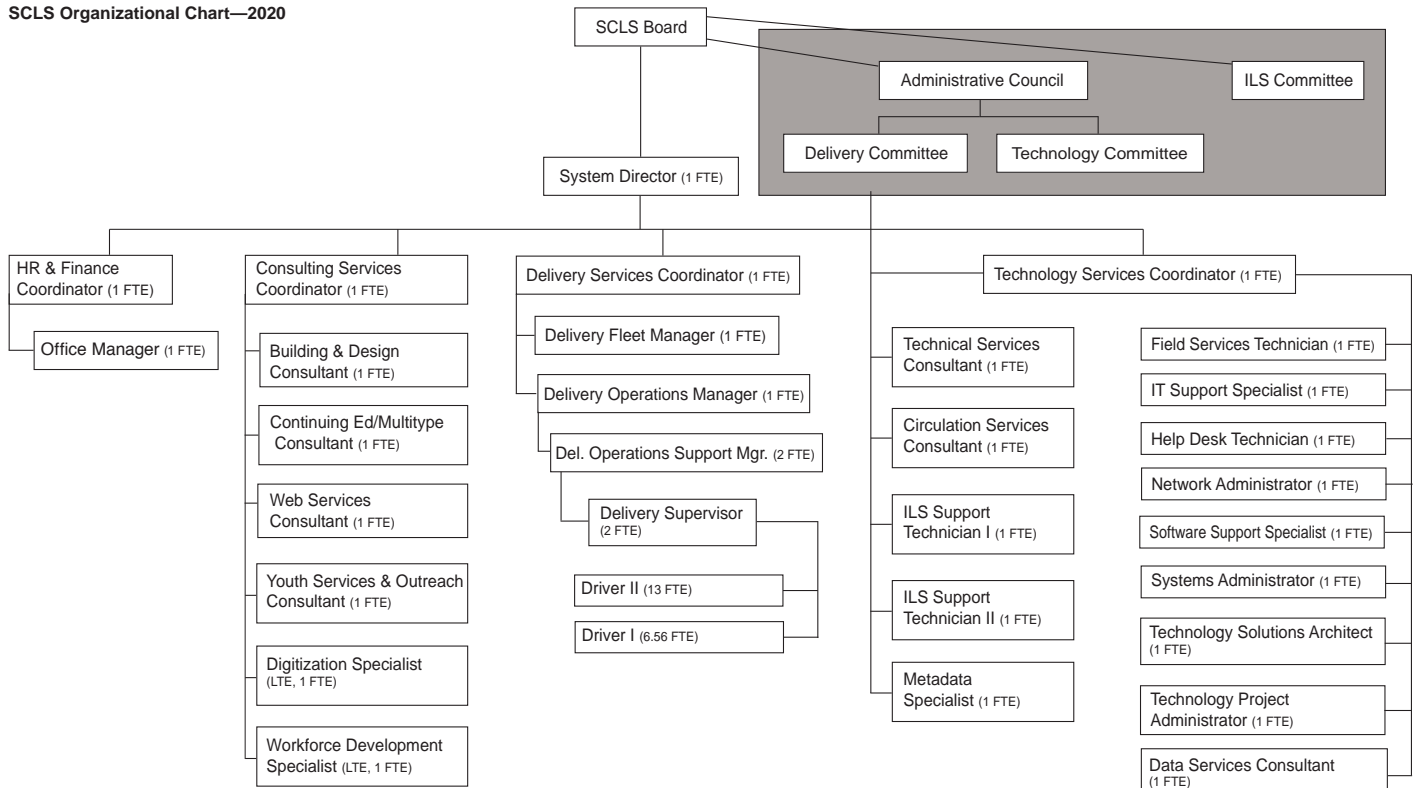 SCLS Organizational Chart—2020
SCLS Board
Administrative Council
ILS Committee
Delivery Committee
Technology Committee
System Director (1 FTE)
HR & Finance
Coordinator (1 FTE)
Office Manager (1 FTE)
Consulting Services
Coordinator (1 FTE)
Building & Design
Consultant (1 FTE)
Continuing Ed/Multitype
Consultant (1 FTE)
Web Services
Consultant (1 FTE)
Youth Services & Outreach
Consultant (1 FTE)
Digitization Specialist
(LTE, 1 FTE)
Workforce Development
Specialist (LTE, 1 FTE)
Delivery Services Coordinator (1 FTE)
Delivery Fleet Manager (1 FTE)
Delivery Operations Manager (1 FTE)
Del. Operations Support Mgr. (2 FTE)
Delivery Supervisor
(2 FTE)
Driver II (13 FTE)
Driver I (6.56 FTE)
Technology Services Coordinator (1 FTE)
Technical Services
Consultant (1 FTE)
Circulation Services
Consultant (1 FTE)
ILS Support
Technician I (1 FTE)
ILS Support
Technician II (1 FTE)
Metadata
Specialist (1 FTE)
Field Services Technician (1 FTE)
IT Support Specialist (1 FTE)
Help Desk Technician (1 FTE)
Network Administrator (1 FTE)
Software Support Specialist (1 FTE)
Systems Administrator (1 FTE)
Technology Solutions Architect
(1 FTE)
Technology Project
Administrator (1 FTE)
Data Services Consultant
(1 FTE)